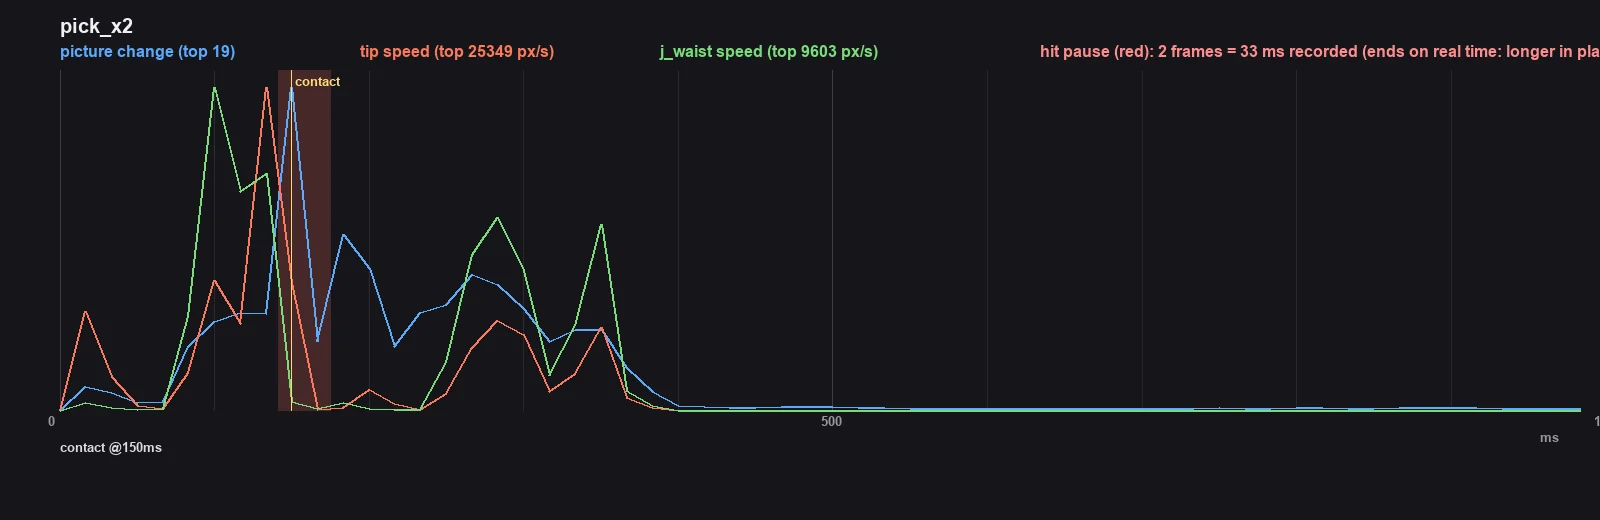 pick_x2
picture change (top 19) tip speed (top 25349 px/s) j_waist speed (top 9603 px/s) hit pause (red): 2 frames = 33 ms recorded (ends on real time: longer in pla
contact
0 500 1
ms
contact @150ms